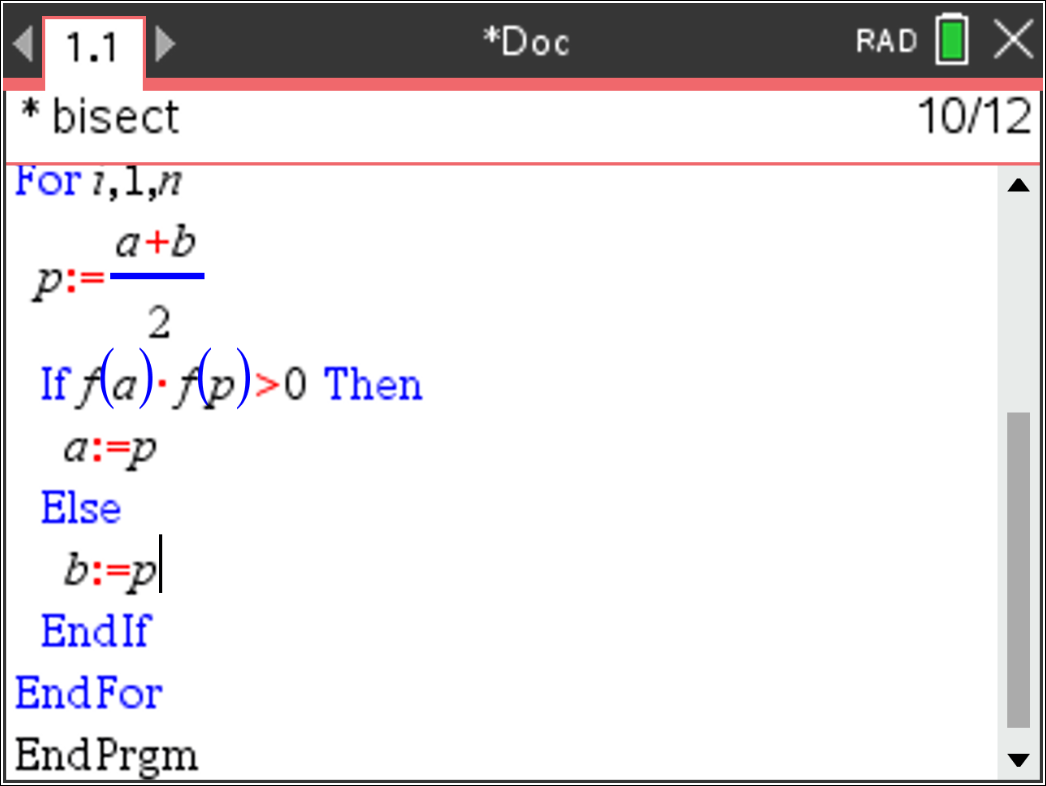 1.1 *Doc RAD
* bisect 10/12
For i,1,n
p:=a+b/2
If f(a)·f(p)>0 Then
a:=p
Else
b:=p
EndIf
EndFor
EndPrgm